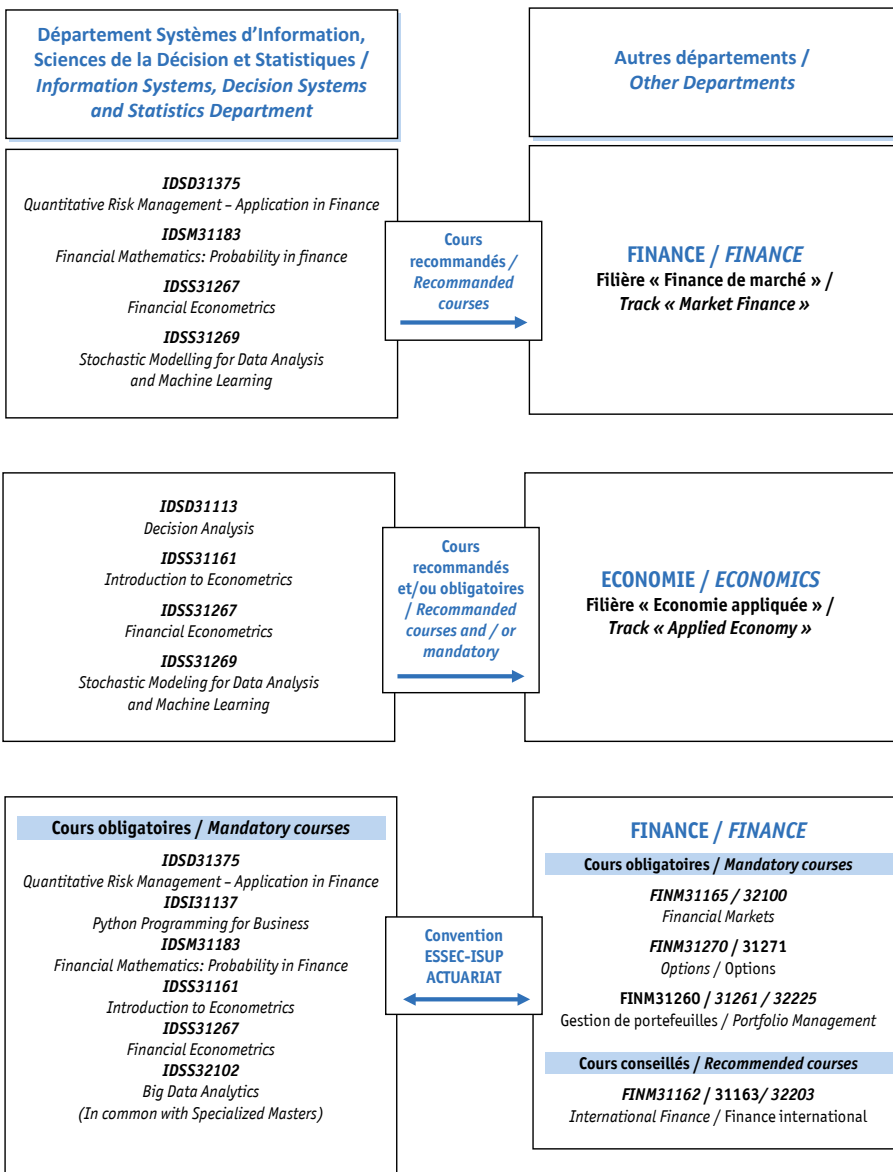 Département Systèmes d’Information,
Sciences de la Décision et Statistiques /
Information Systems, Decision Systems
and Statistics Department
Autres départements /
Other Departments
IDSD31375
Quantitative Risk Management – Application in Finance
IDSM31183
Financial Mathematics: Probability in finance
IDSS31267
Financial Econometrics
IDSS31269
Stochastic Modelling for Data Analysis
and Machine Learning
Cours
recommandés /
Recommanded
courses
FINANCE / FINANCE
Filière « Finance de marché » /
Track « Market Finance »
IDSD31113
Decision Analysis
IDSS31161
Introduction to Econometrics
IDSS31267
Financial Econometrics
IDSS31269
Stochastic Modeling for Data Analysis
and Machine Learning
Cours
recommandés
et/ou obligatoires
/ Recommanded
courses and / or
mandatory
ECONOMIE / ECONOMICS
Filière « Economie appliquée » /
Track « Applied Economy »
Cours obligatoires / Mandatory courses
IDSD31375
Quantitative Risk Management – Application in Finance
IDSI31137
Python Programming for Business
IDSM31183
Financial Mathematics: Probability in Finance
IDSS31161
Introduction to Econometrics
IDSS31267
Financial Econometrics
IDSS32102
Big Data Analytics
(In common with Specialized Masters)
Convention
ESSEC-ISUP
ACTUARIAT
FINANCE / FINANCE
Cours obligatoires / Mandatory courses
FINM31165 / 32100
Financial Markets
FINM31270 / 31271
Options / Options
FINM31260 / 31261 / 32225
Gestion de portefeuilles / Portfolio Management
Cours conseillés / Recommended courses
FINM31162 / 31163/ 32203
International Finance / Finance international